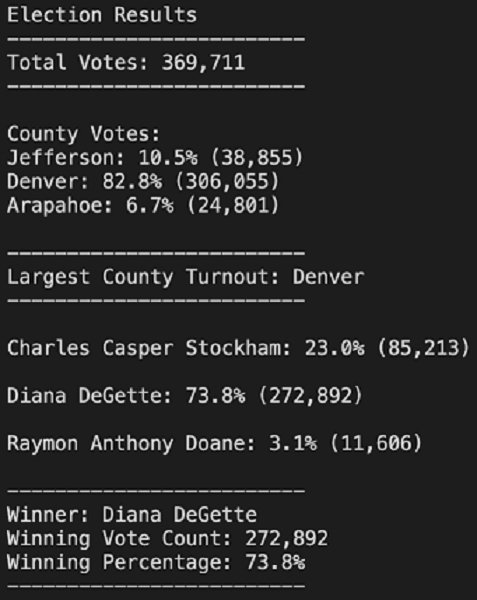 Election Results
-------------------------
Total Votes: 369,711
-------------------------
County Votes:
Jefferson: 10.5% (38,855)
Denver: 82.8% (306,055)
Arapahoe: 6.7% (24,801)
-------------------------
Largest County Turnout: Denver
-------------------------
Charles Casper Stockham: 23.0% (85,213)
Diana DeGette: 73.8% (272,892)
Raymon Anthony Doane: 3.1% (11,606)
-------------------------
Winner: Diana DeGette
Winning Vote Count: 272,892
Winning Percentage: 73.8%
-------------------------